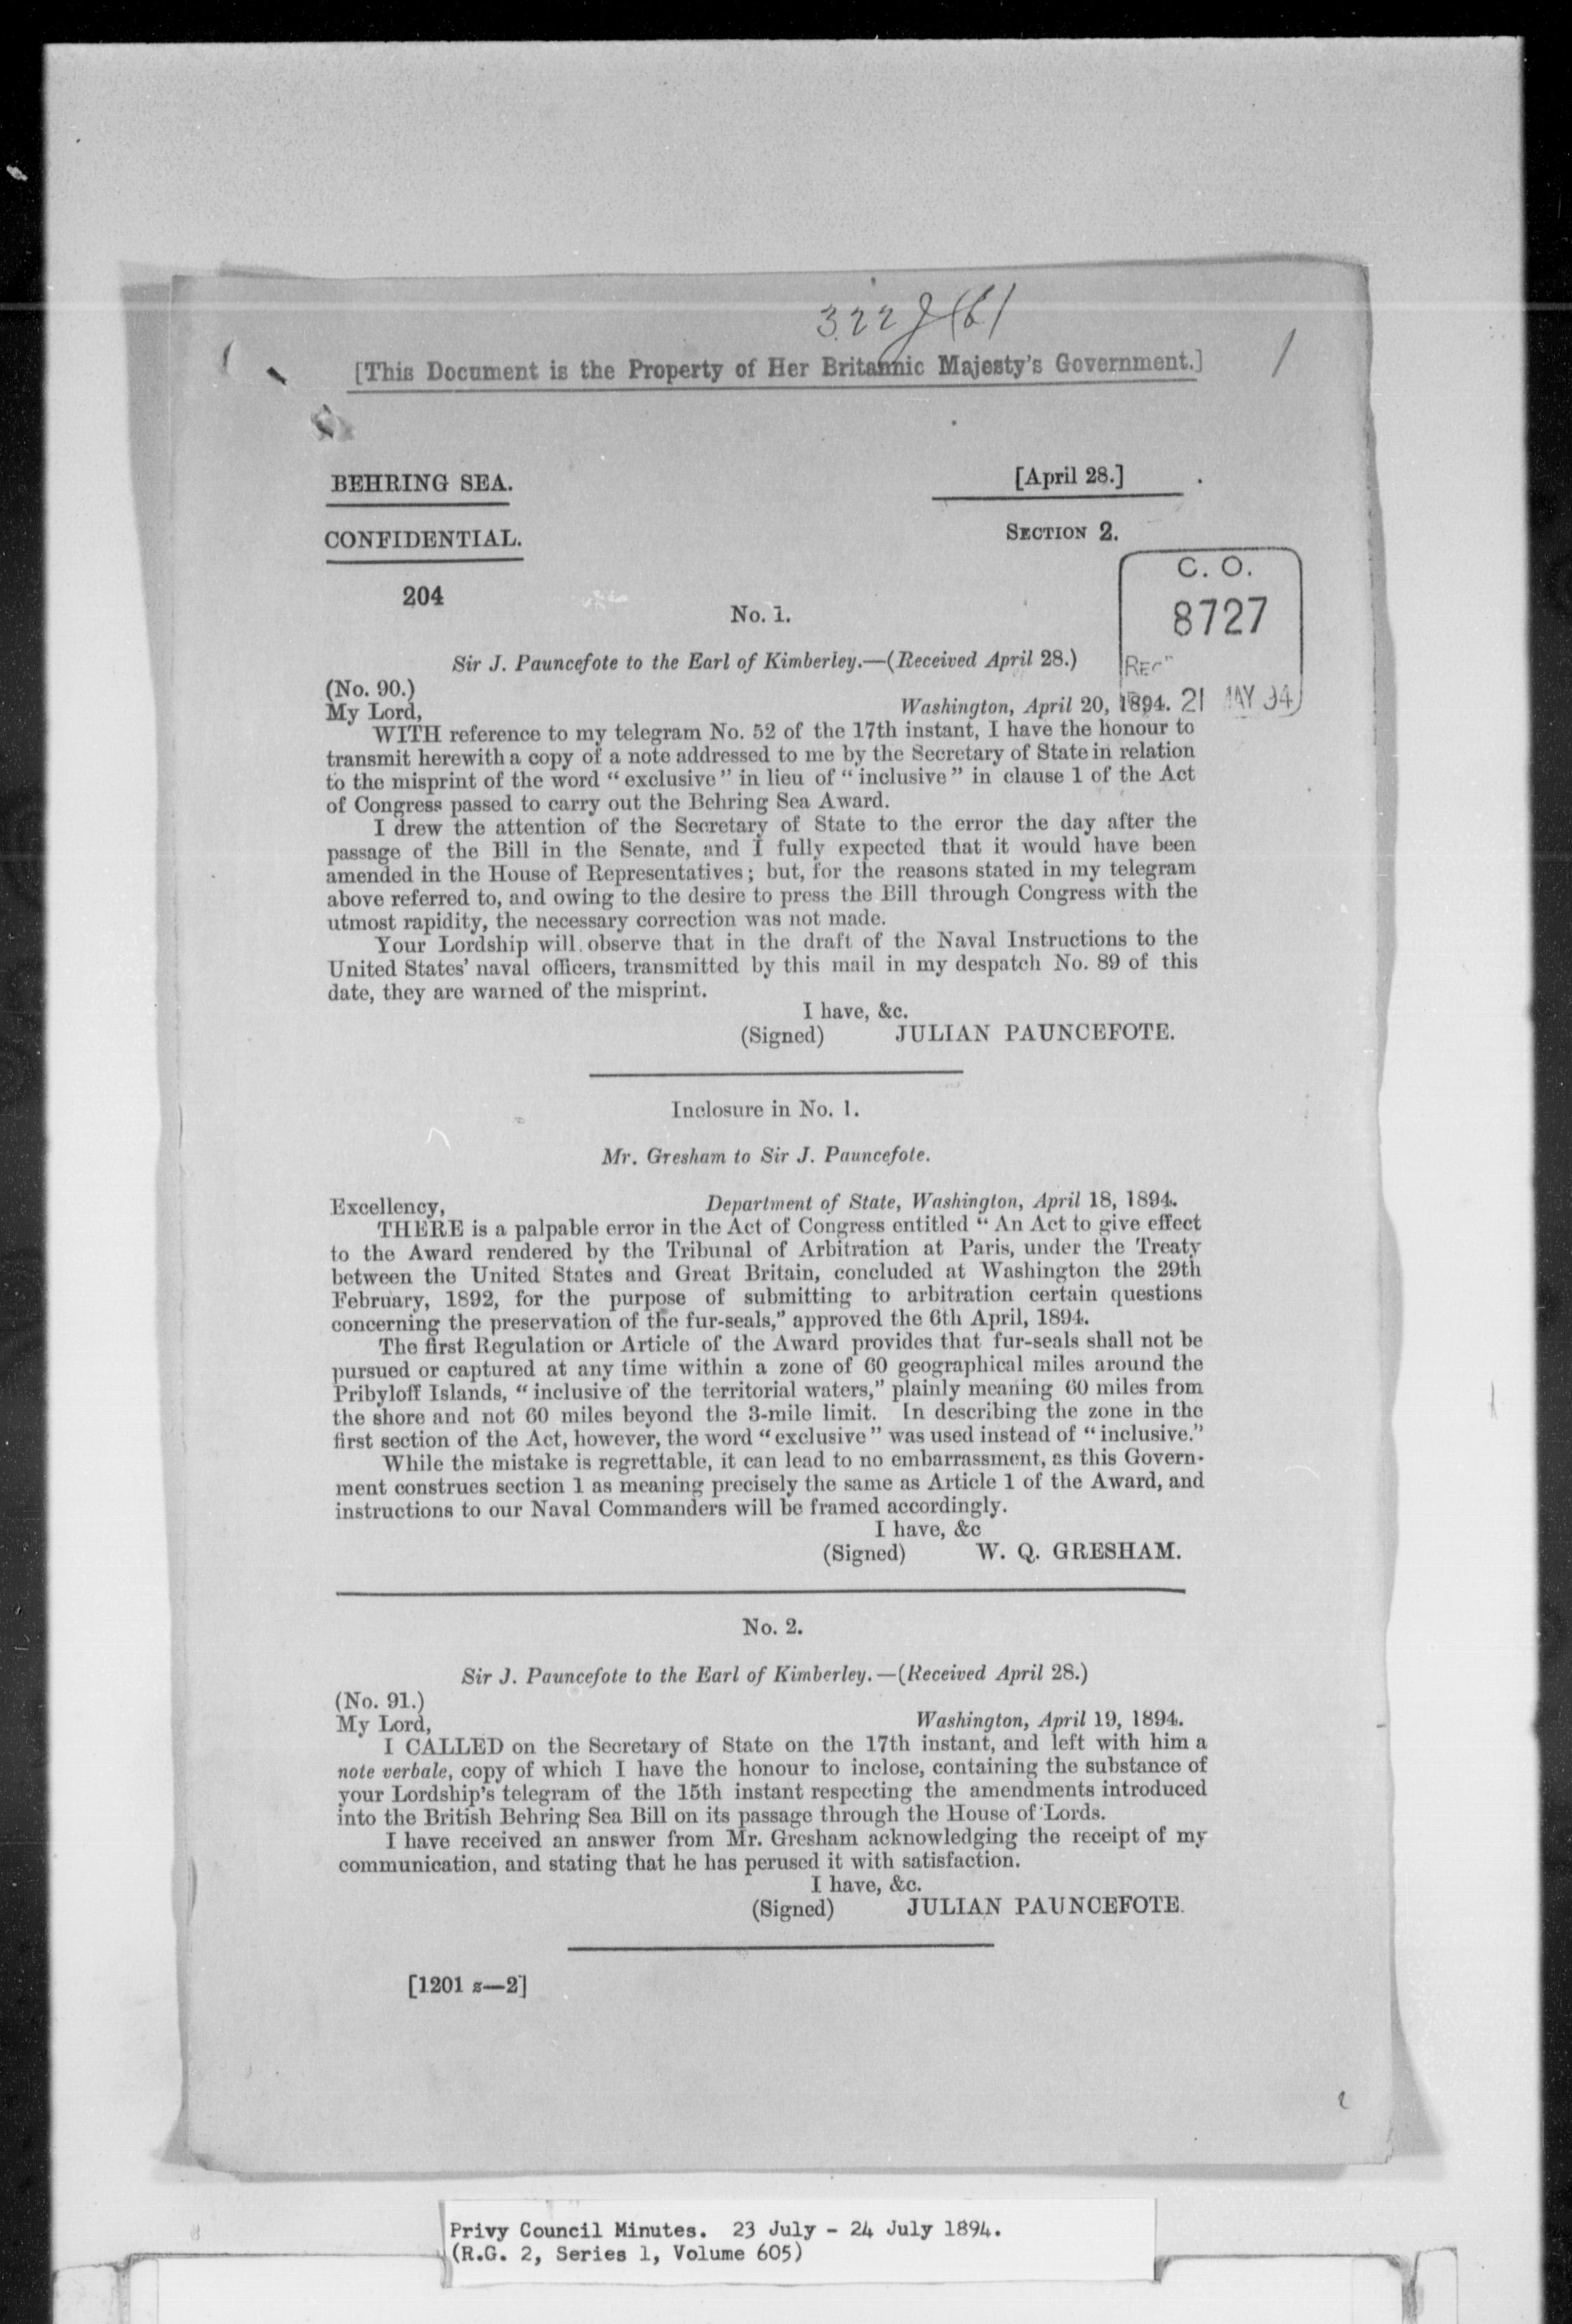 322 J (6)
[This Document is the Property of Her Britannic Majesty's Government.]
BEHRING SEA.
[April 28.]
CONFIDENTIAL.
SECTION 2.
C. O.
8727
REC
21 MAY 94
204
No. 1.
Sir J. Pauncefote to the Earl of Kimberley.—(Received April 28.)
(No. 90.)
My Lord,
Washington, April 20, 1894.
WITH reference to my telegram No. 52 of the 17th instant, I have the honour to
transmit herewith a copy of a note addressed to me by the Secretary of State in relation
to the misprint of the word “exclusive” in lieu of “inclusive” in clause 1 of the Act
of Congress passed to carry out the Behring Sea Award.
I drew the attention of the Secretary of State to the error the day after the
passage of the Bill in the Senate, and I fully expected that it would have been
amended in the House of Representatives; but, for the reasons stated in my telegram
above referred to, and owing to the desire to press the Bill through Congress with the
utmost rapidity, the necessary correction was not made.
Your Lordship will observe that in the draft of the Naval Instructions to the
United States' naval officers, transmitted by this mail in my despatch No. 89 of this
date, they are warned of the misprint.
I have, &c.
(Signed) JULIAN PAUNCEFOTE.
Inclosure in No. 1.
Mr. Gresham to Sir J. Pauncefote.
Excellency,
Department of State, Washington, April 18, 1894.
THERE is a palpable error in the Act of Congress entitled “An Act to give effect
to the Award rendered by the Tribunal of Arbitration at Paris, under the Treaty
between the United States and Great Britain, concluded at Washington the 29th
February, 1892, for the purpose of submitting to arbitration certain questions
concerning the preservation of the fur-seals,” approved the 6th April, 1894.
The first Regulation or Article of the Award provides that fur-seals shall not be
pursued or captured at any time within a zone of 60 geographical miles around the
Pribyloff Islands, “inclusive of the territorial waters,” plainly meaning 60 miles from
the shore and not 60 miles beyond the 3-mile limit. In describing the zone in the
first section of the Act, however, the word “exclusive” was used instead of “inclusive.”
While the mistake is regrettable, it can lead to no embarrassment, as this Govern-
ment construes section 1 as meaning precisely the same as Article 1 of the Award, and
instructions to our Naval Commanders will be framed accordingly.
I have, &c
(Signed) W. Q. GRESHAM.
No. 2.
Sir J. Pauncefote to the Earl of Kimberley.—(Received April 28.)
(No. 91.)
My Lord,
Washington, April 19, 1894.
I CALLED on the Secretary of State on the 17th instant, and left with him a
note verbale, copy of which I have the honour to inclose, containing the substance of
your Lordship's telegram of the 15th instant respecting the amendments introduced
into the British Behring Sea Bill on its passage through the House of Lords.
I have received an answer from Mr. Gresham acknowledging the receipt of my
communication, and stating that he has perused it with satisfaction.
I have, &c.
(Signed) JULIAN PAUNCEFOTE.
[1201 s—2]
Privy Council Minutes. 23 July - 24 July 1894.
(R.G. 2, Series 1, Volume 605)